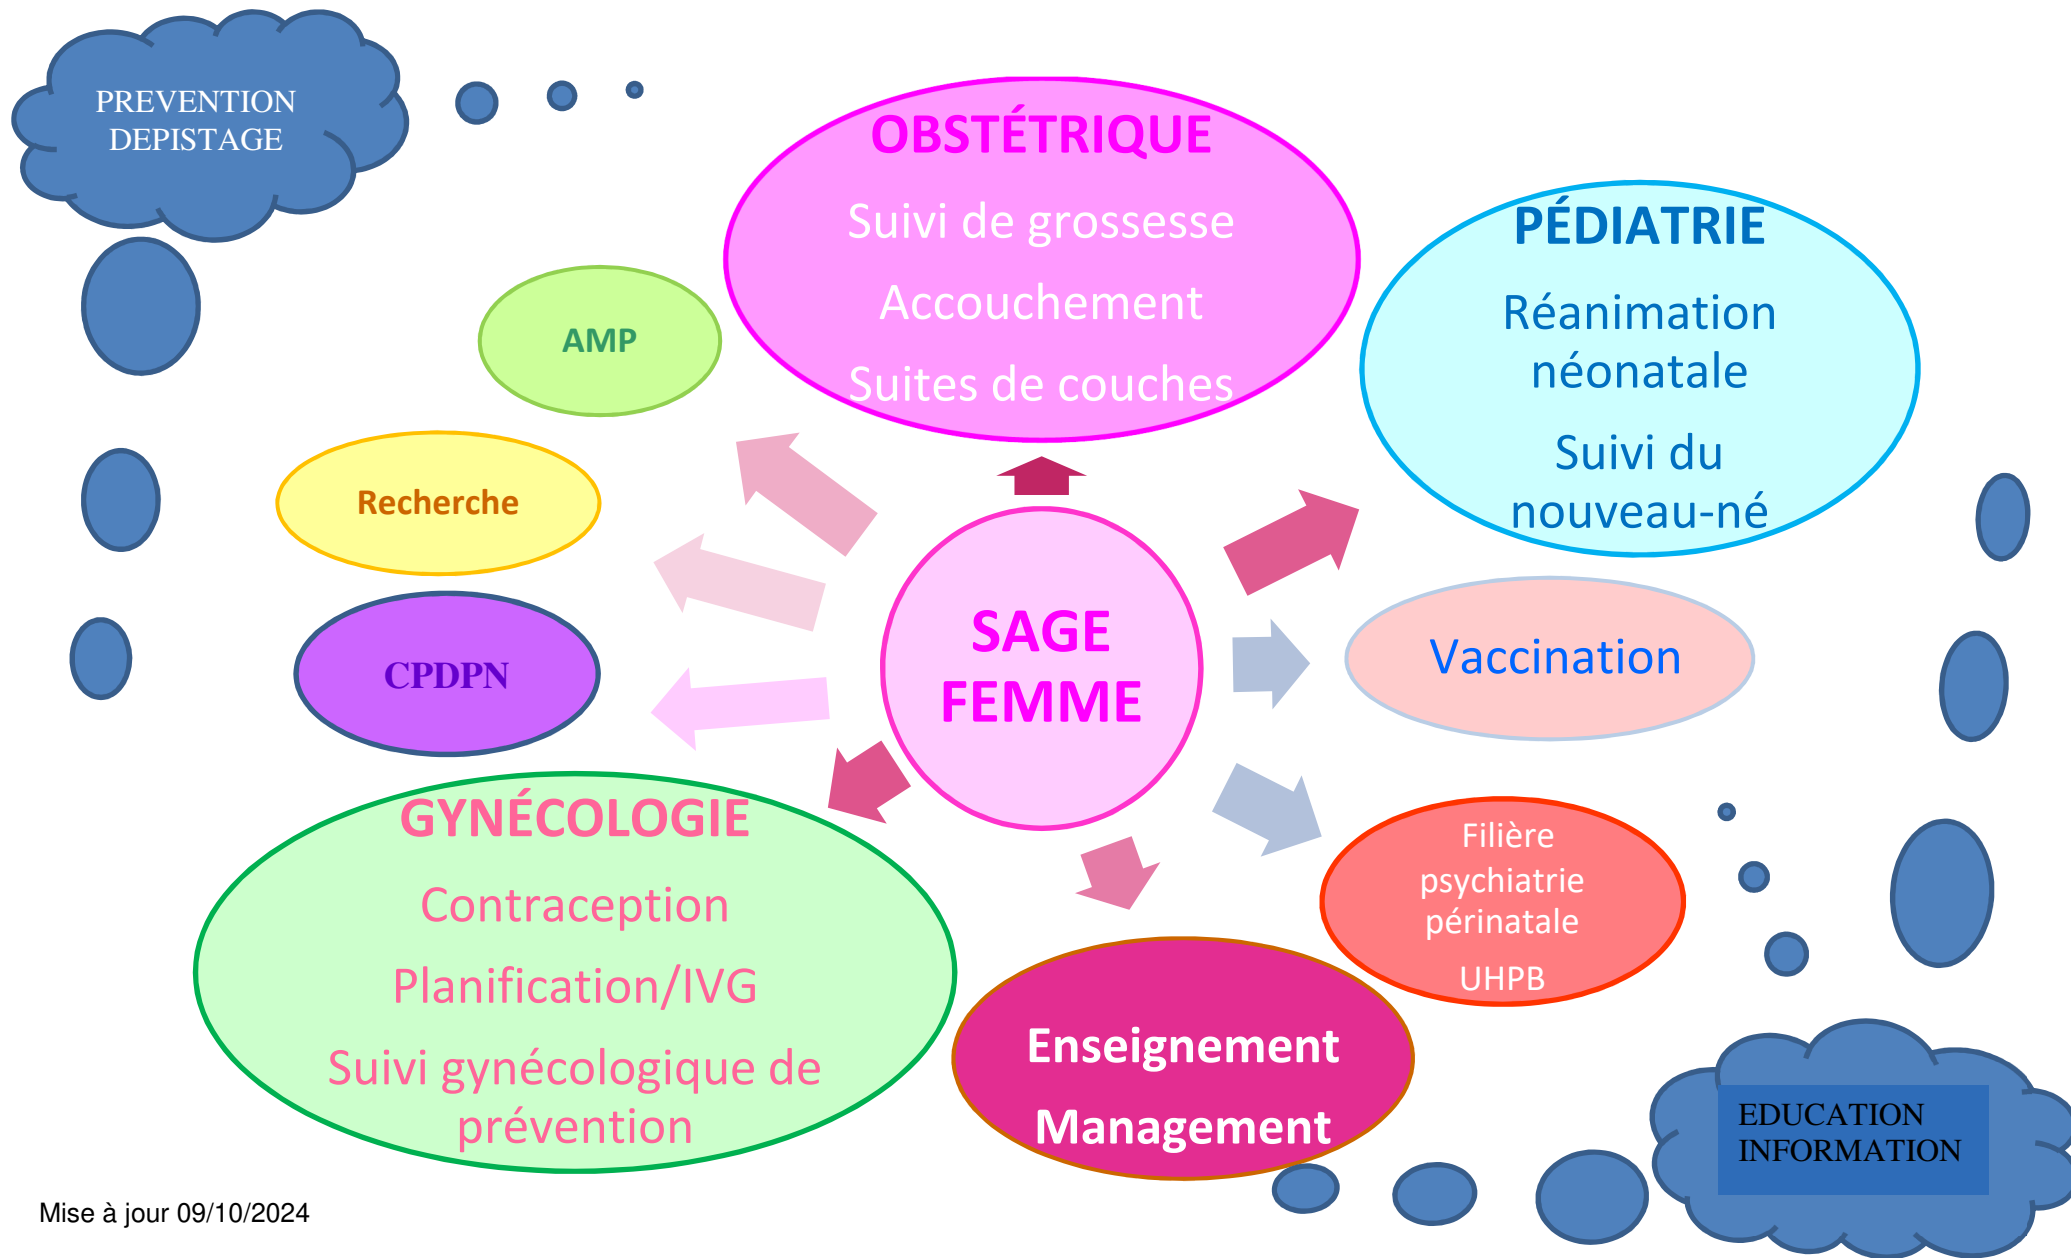 PREVENTION
DEPISTAGE
OBSTÉTRIQUE
Suivi de grossesse
Accouchement
Suites de couches
PÉDIATRIE
Réanimation
néonatale
Suivi du
nouveau-né
AMP
Recherche
CPDPN
SAGE
FEMME
Vaccination
GYNÉCOLOGIE
Contraception
Planification/IVG
Suivi gynécologique de
prévention
Filière
psychiatrie
périnatale
UHPB
Enseignement
Management
EDUCATION
INFORMATION
Mise à jour 09/10/2024